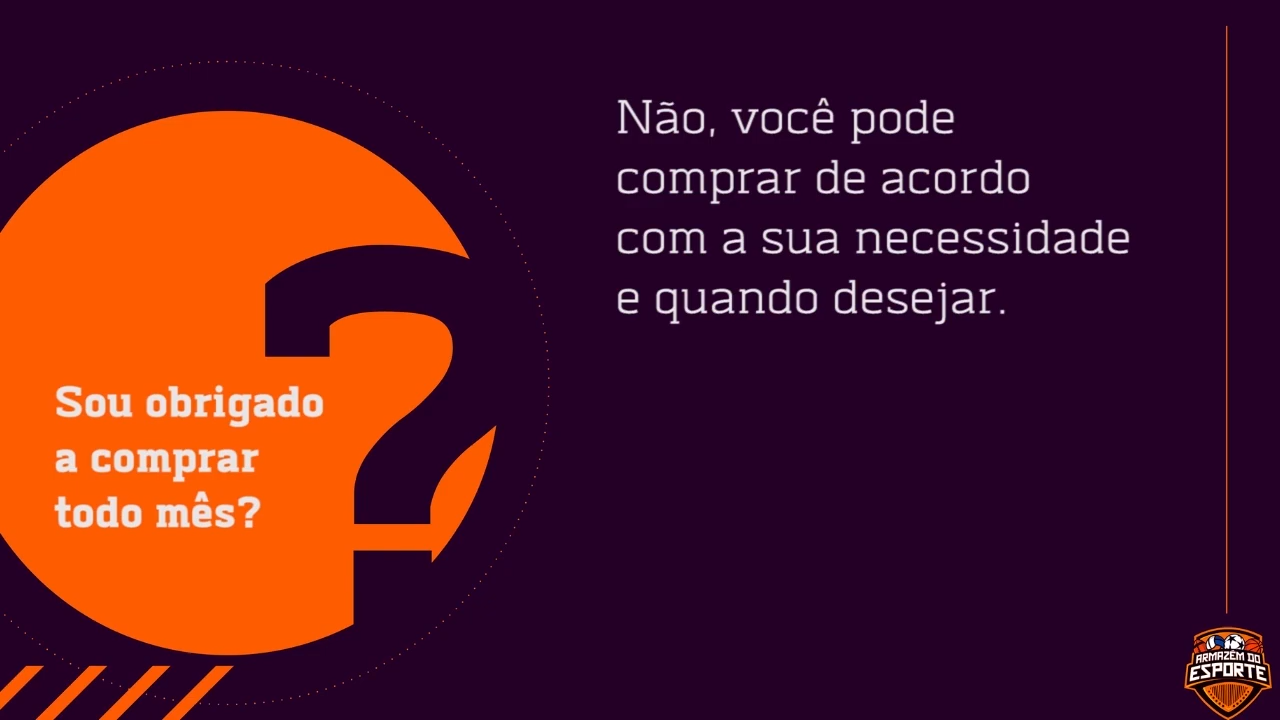 Sou obrigado
a comprar
todo mês?
Não, você pode
comprar de acordo
com a sua necessidade
e quando desejar.
ARMAZÉM DO
ESPORTE